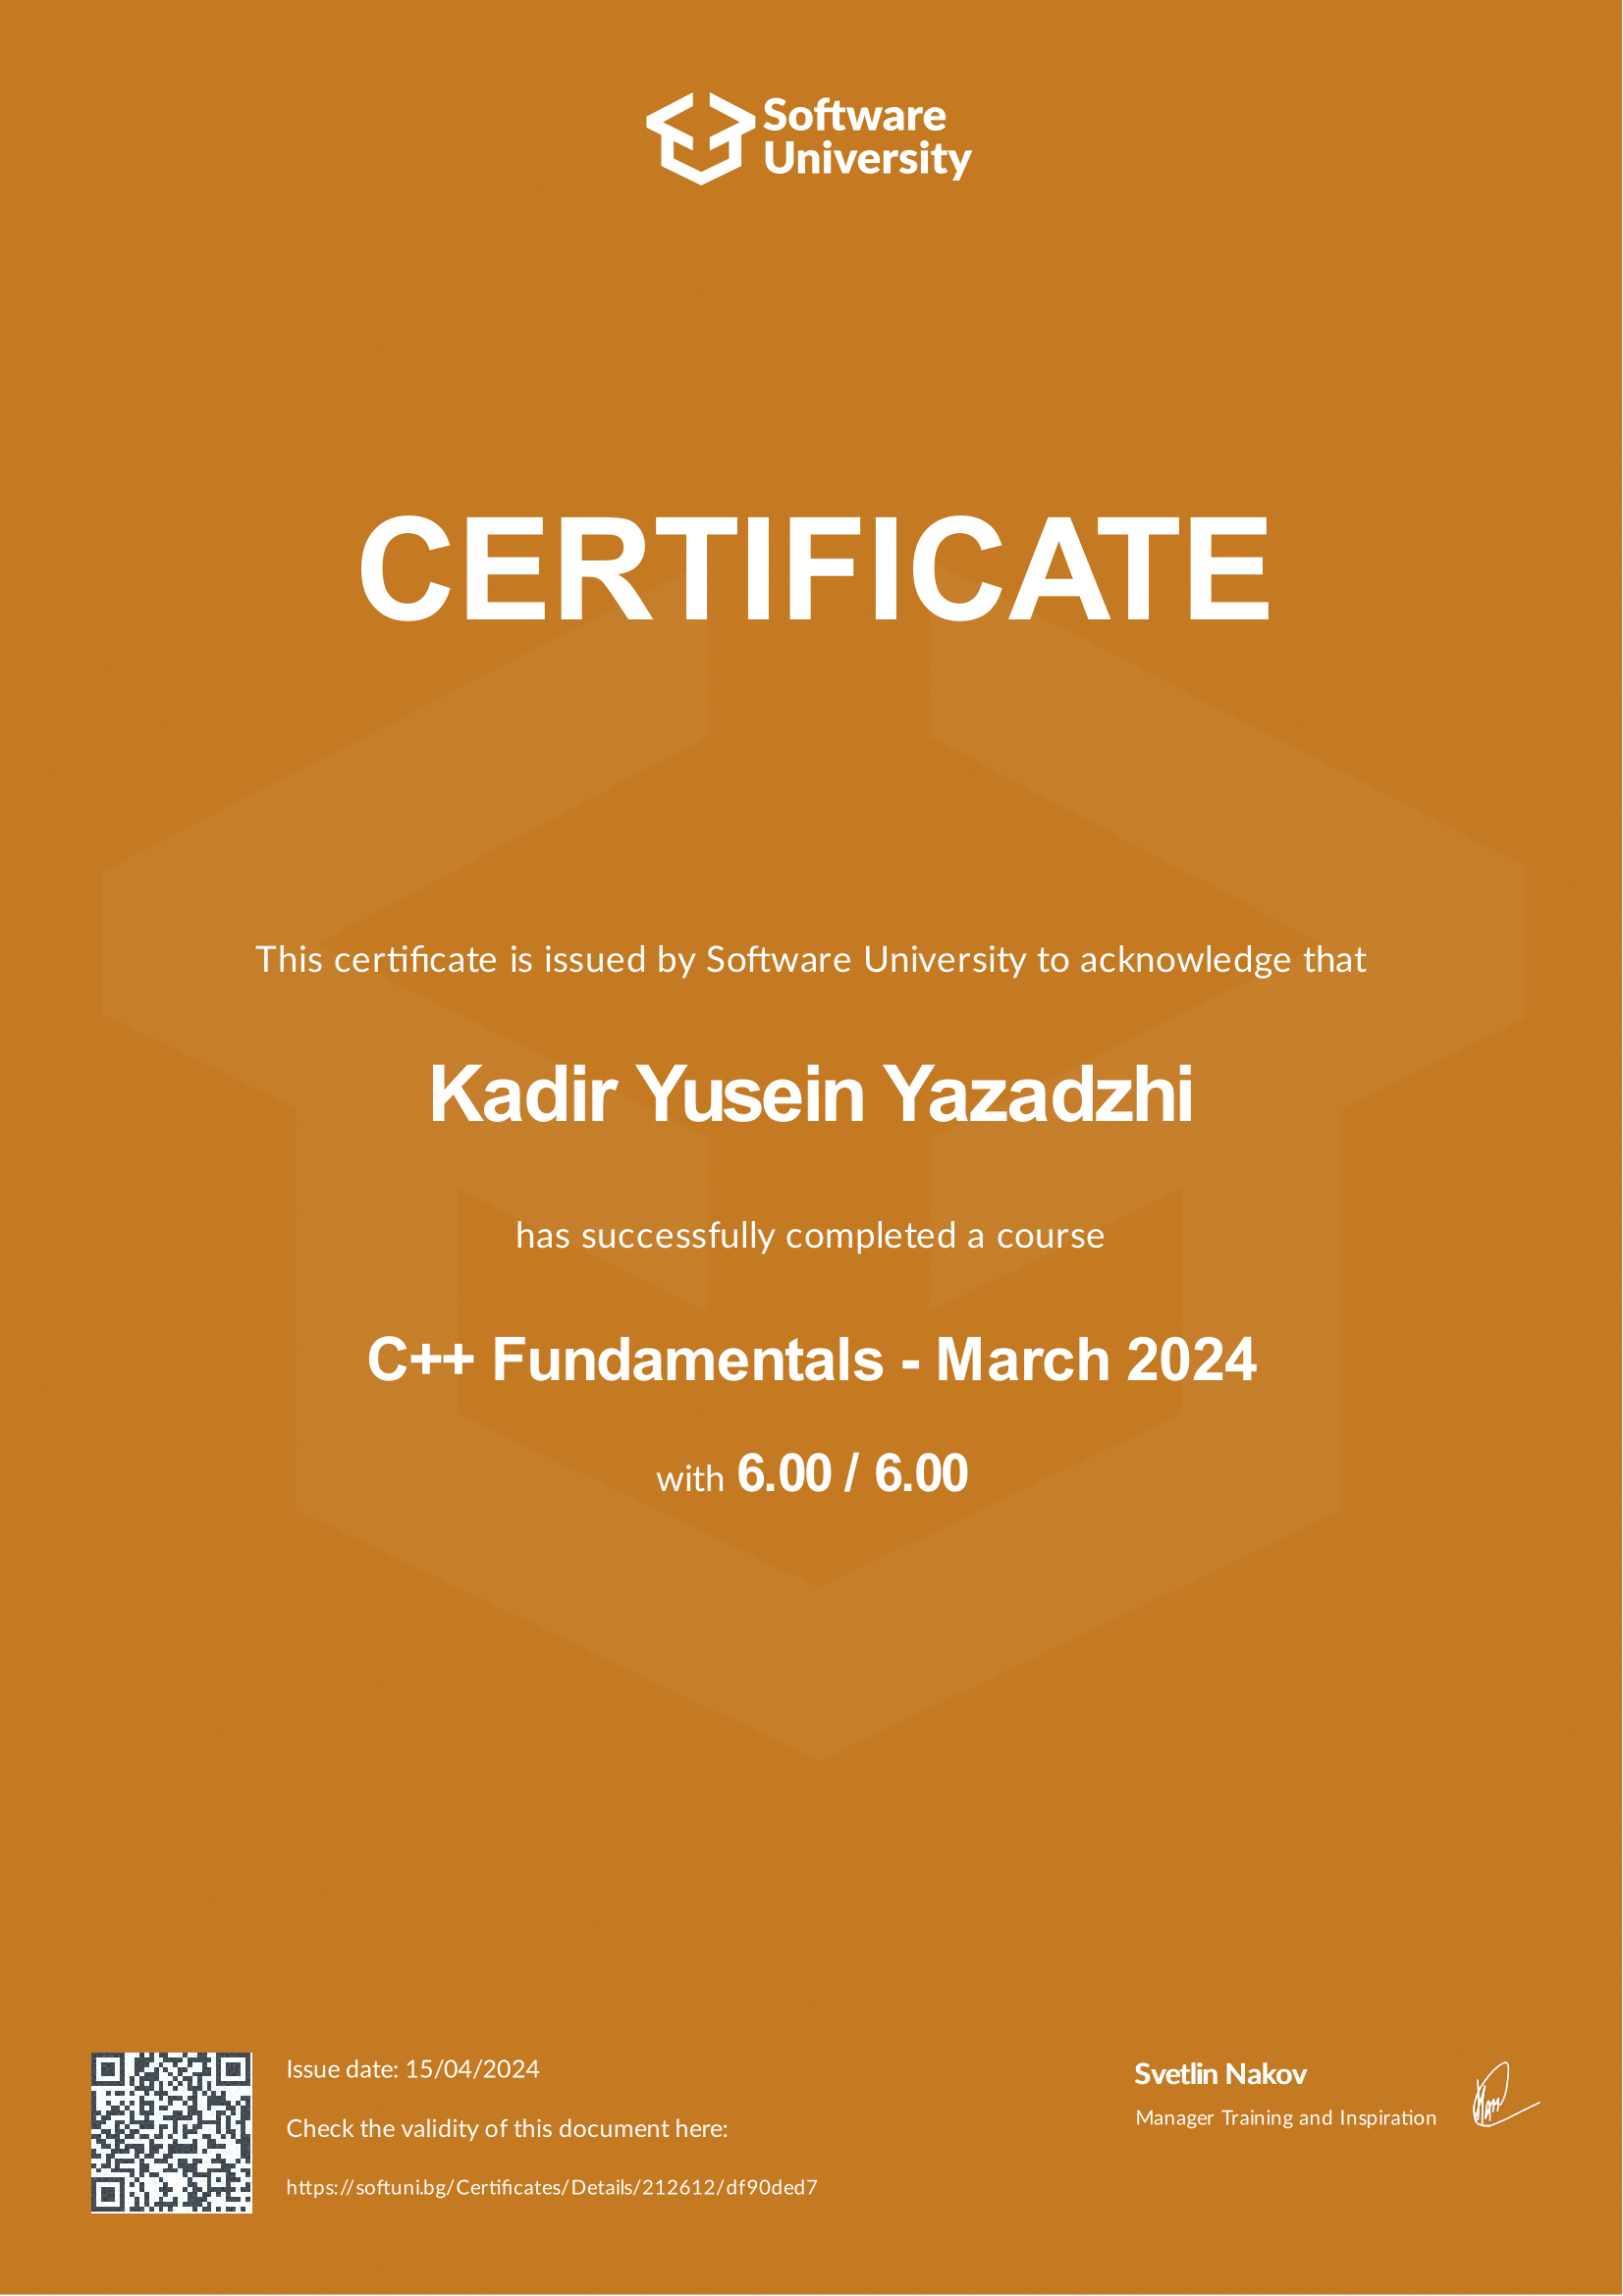 Software
University
CERTIFICATE
This certificate is issued by Software University to acknowledge that
Kadir Yusein Yazadzhi
has successfully completed a course
C++ Fundamentals - March 2024
with 6.00 / 6.00
Issue date: 15/04/2024
Check the validity of this document here:
https://softuni.bg/Certificates/Details/212612/df90ded7
Svetlin Nakov
Manager Training and Inspiration